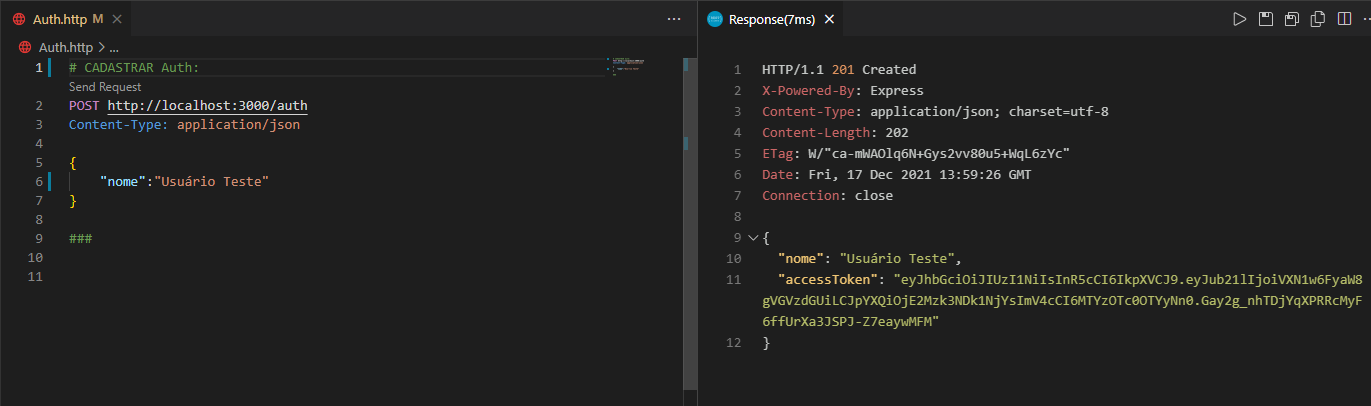 Auth.http M
Auth.http > ...
1 # CADASTRAR Auth:
Send Request
2 POST http://localhost:3000/auth
3 Content-Type: application/json
4
5 {
6 "nome":"Usuário Teste"
7 }
8
9 ###
10
11
Response(7ms)
1 HTTP/1.1 201 Created
2 X-Powered-By: Express
3 Content-Type: application/json; charset=utf-8
4 Content-Length: 202
5 ETag: W/"ca-mWAOlq6N+Gys2vv80u5+WqL6zYc"
6 Date: Fri, 17 Dec 2021 13:59:26 GMT
7 Connection: close
8
9 {
10 "nome": "Usuário Teste",
11 "accessToken": "eyJhbGciOiJIUzI1NiIsInR5cCI6IkpXVCJ9.eyJub21lIjoiVXN1w6FyaW8
gVGVzdGUiLCJpYXQiOjE2Mzk3NDk1NjYsImV4cCI6MTYzOTc0OTYyNn0.Gay2g_nhTDjYqXPRRcMyF
6ffUrXa3JSPJ-Z7eaywMFM"
12 }